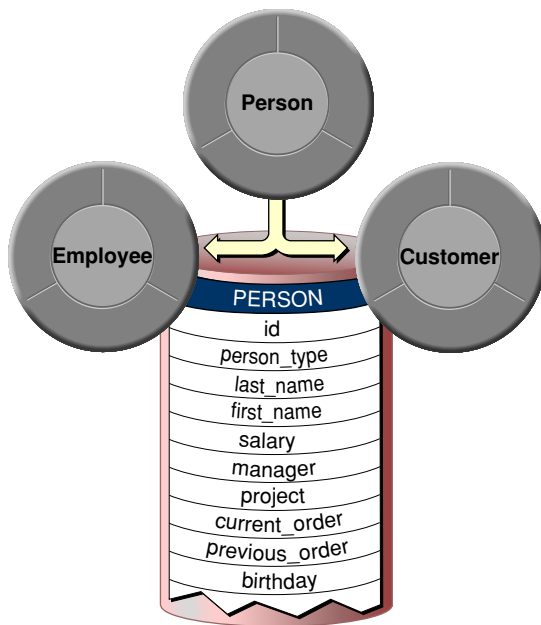 Person
Employee
Customer
PERSON
id
person_type
last_name
first_name
salary
manager
project
current_order
previous_order
birthday